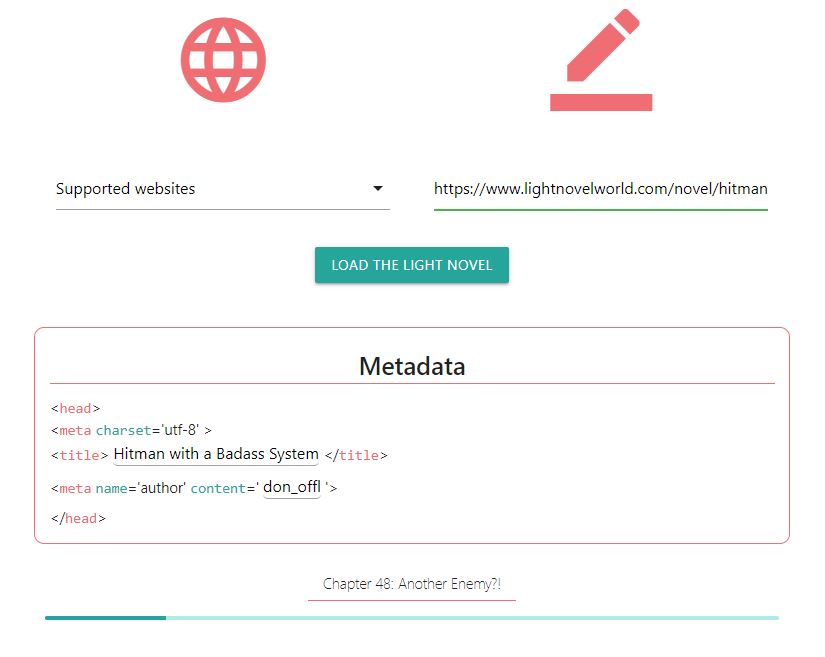 Supported websites
https://www.lightnovelworld.com/novel/hitman
LOAD THE LIGHT NOVEL
Metadata
<head>
<meta charset='utf-8' >
<title> Hitman with a Badass System </title>
<meta name='author' content=' don_offl '>
</head>
Chapter 48: Another Enemy?!